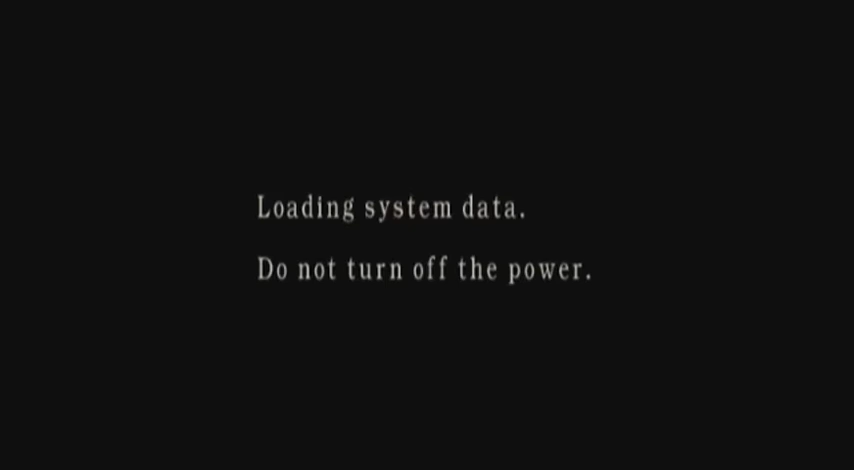 Loading system data.
Do not turn off the power.